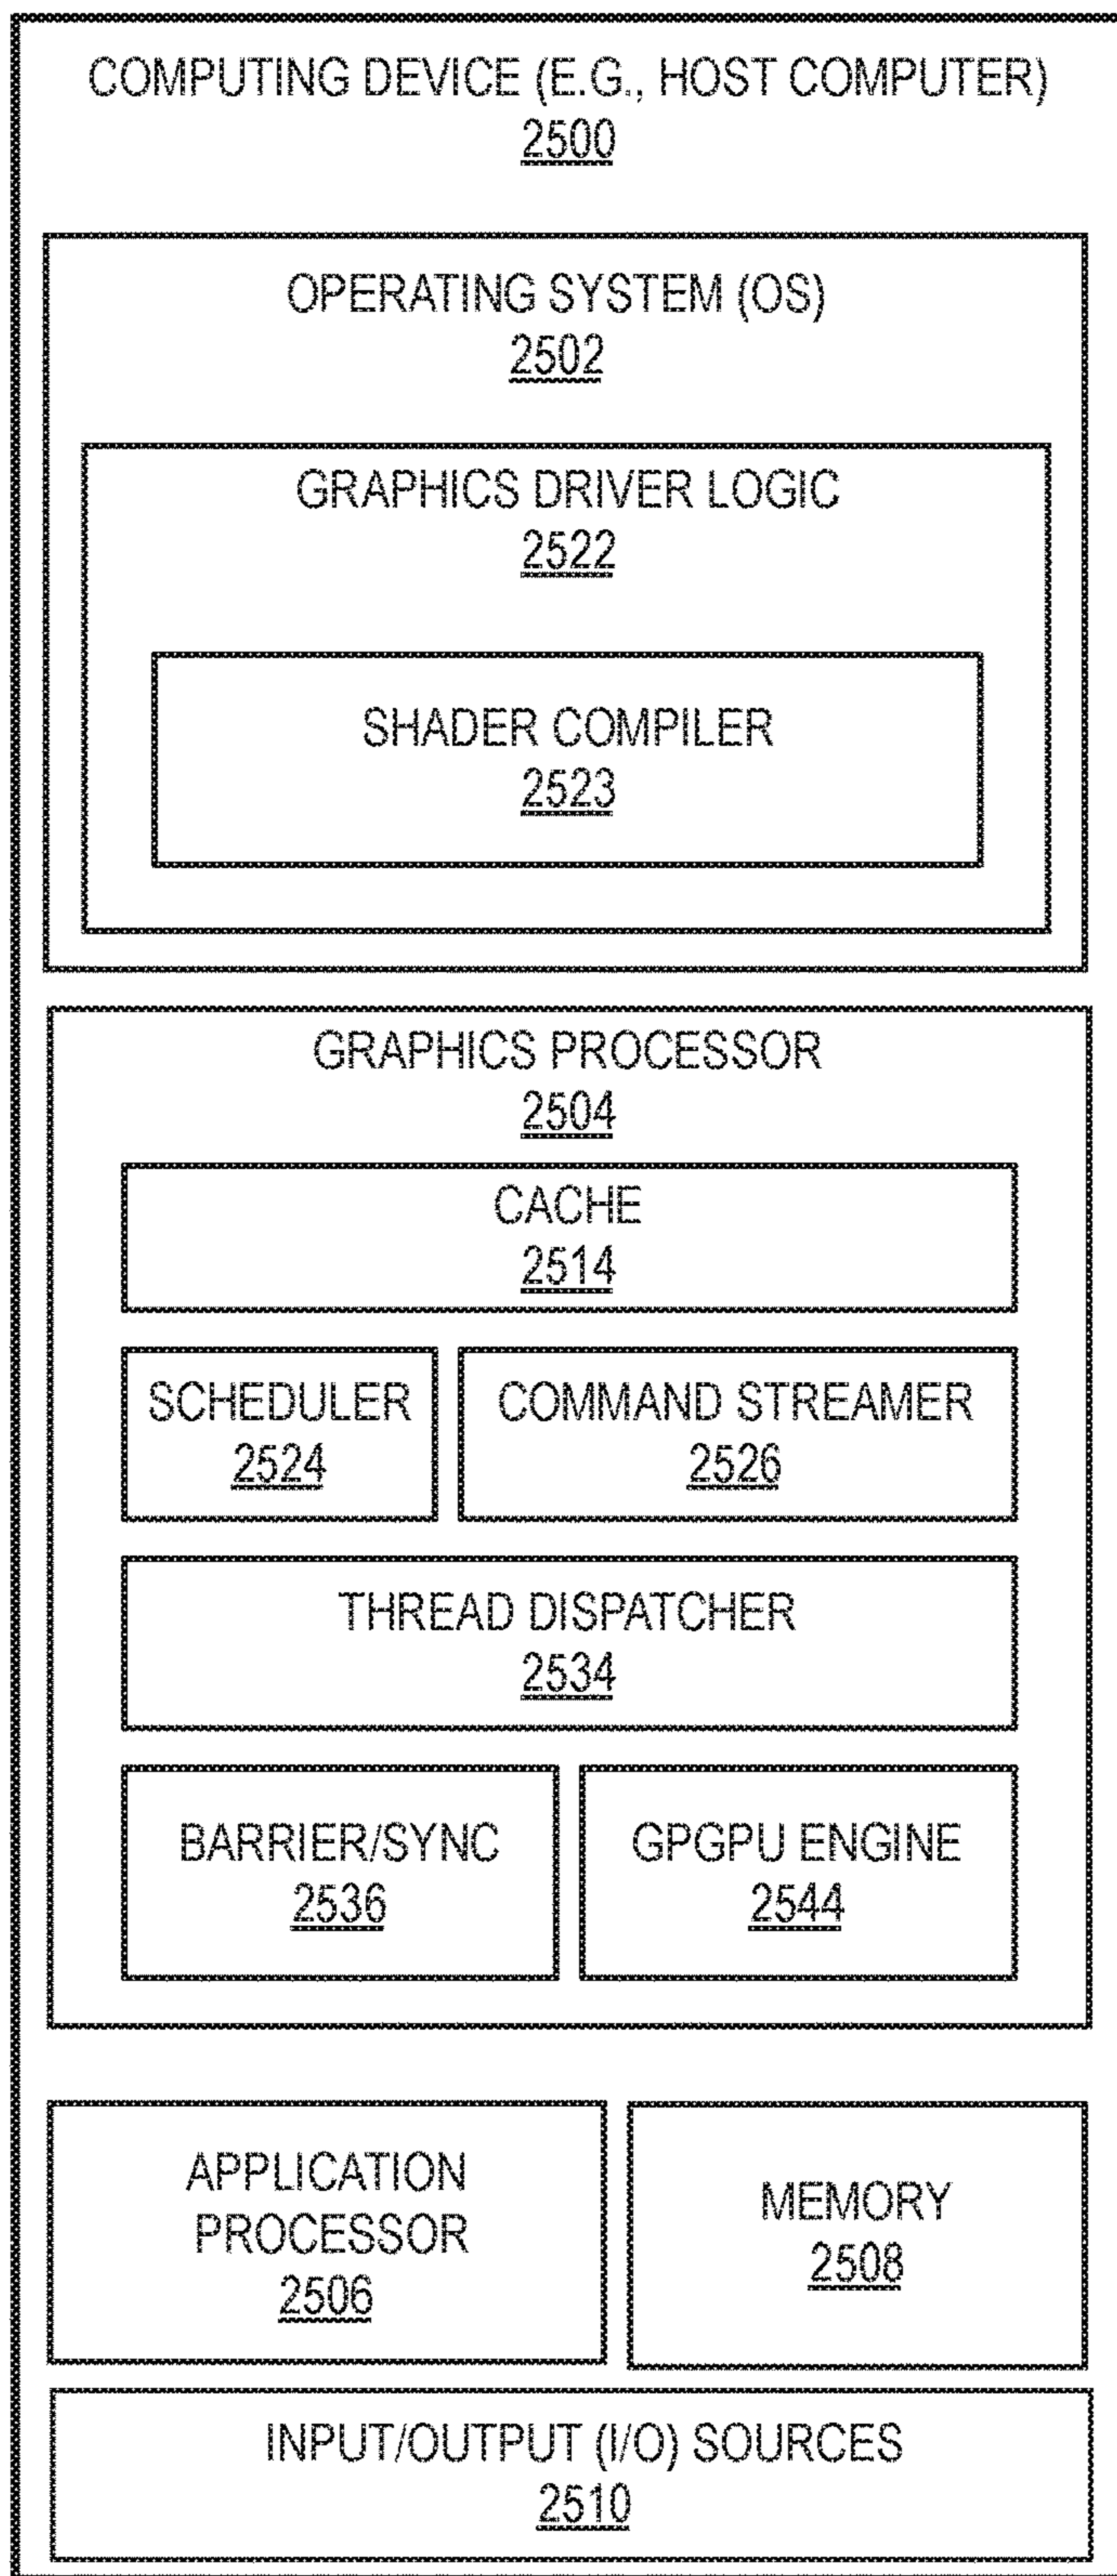 COMPUTING DEVICE (E.G., HOST COMPUTER)
2500
OPERATING SYSTEM (OS)
2502
GRAPHICS DRIVER LOGIC
2522
SHADER COMPILER
2523
GRAPHICS PROCESSOR
2504
CACHE
2514
SCHEDULER
2524
COMMAND STREAMER
2526
THREAD DISPATCHER
2534
BARRIER/SYNC
2536
GPGPU ENGINE
2544
APPLICATION
PROCESSOR
2506
MEMORY
2508
INPUT/OUTPUT (I/O) SOURCES
2510